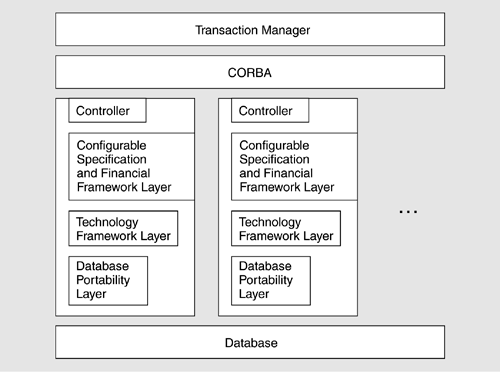 Transaction Manager
CORBA
Controller
Configurable
Specification
and Financial
Framework Layer
Technology
Framework Layer
Database
Portability
Layer
Controller
Configurable
Specification
and Financial
Framework Layer
Technology
Framework Layer
Database
Portability
Layer
...
Database